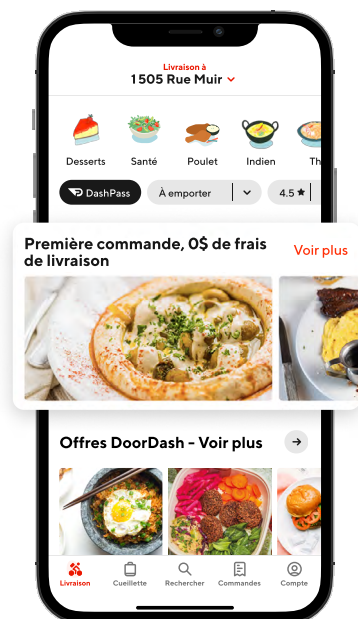 Livraison à
1505 Rue Muir
Desserts
Santé
Poulet
Indien
Th
DashPass
À emporter
4.5
Première commande, 0$ de frais
de livraison
Voir plus
Offres DoorDash - Voir plus
Livraison
Cueillette
Rechercher
Commandes
Compte